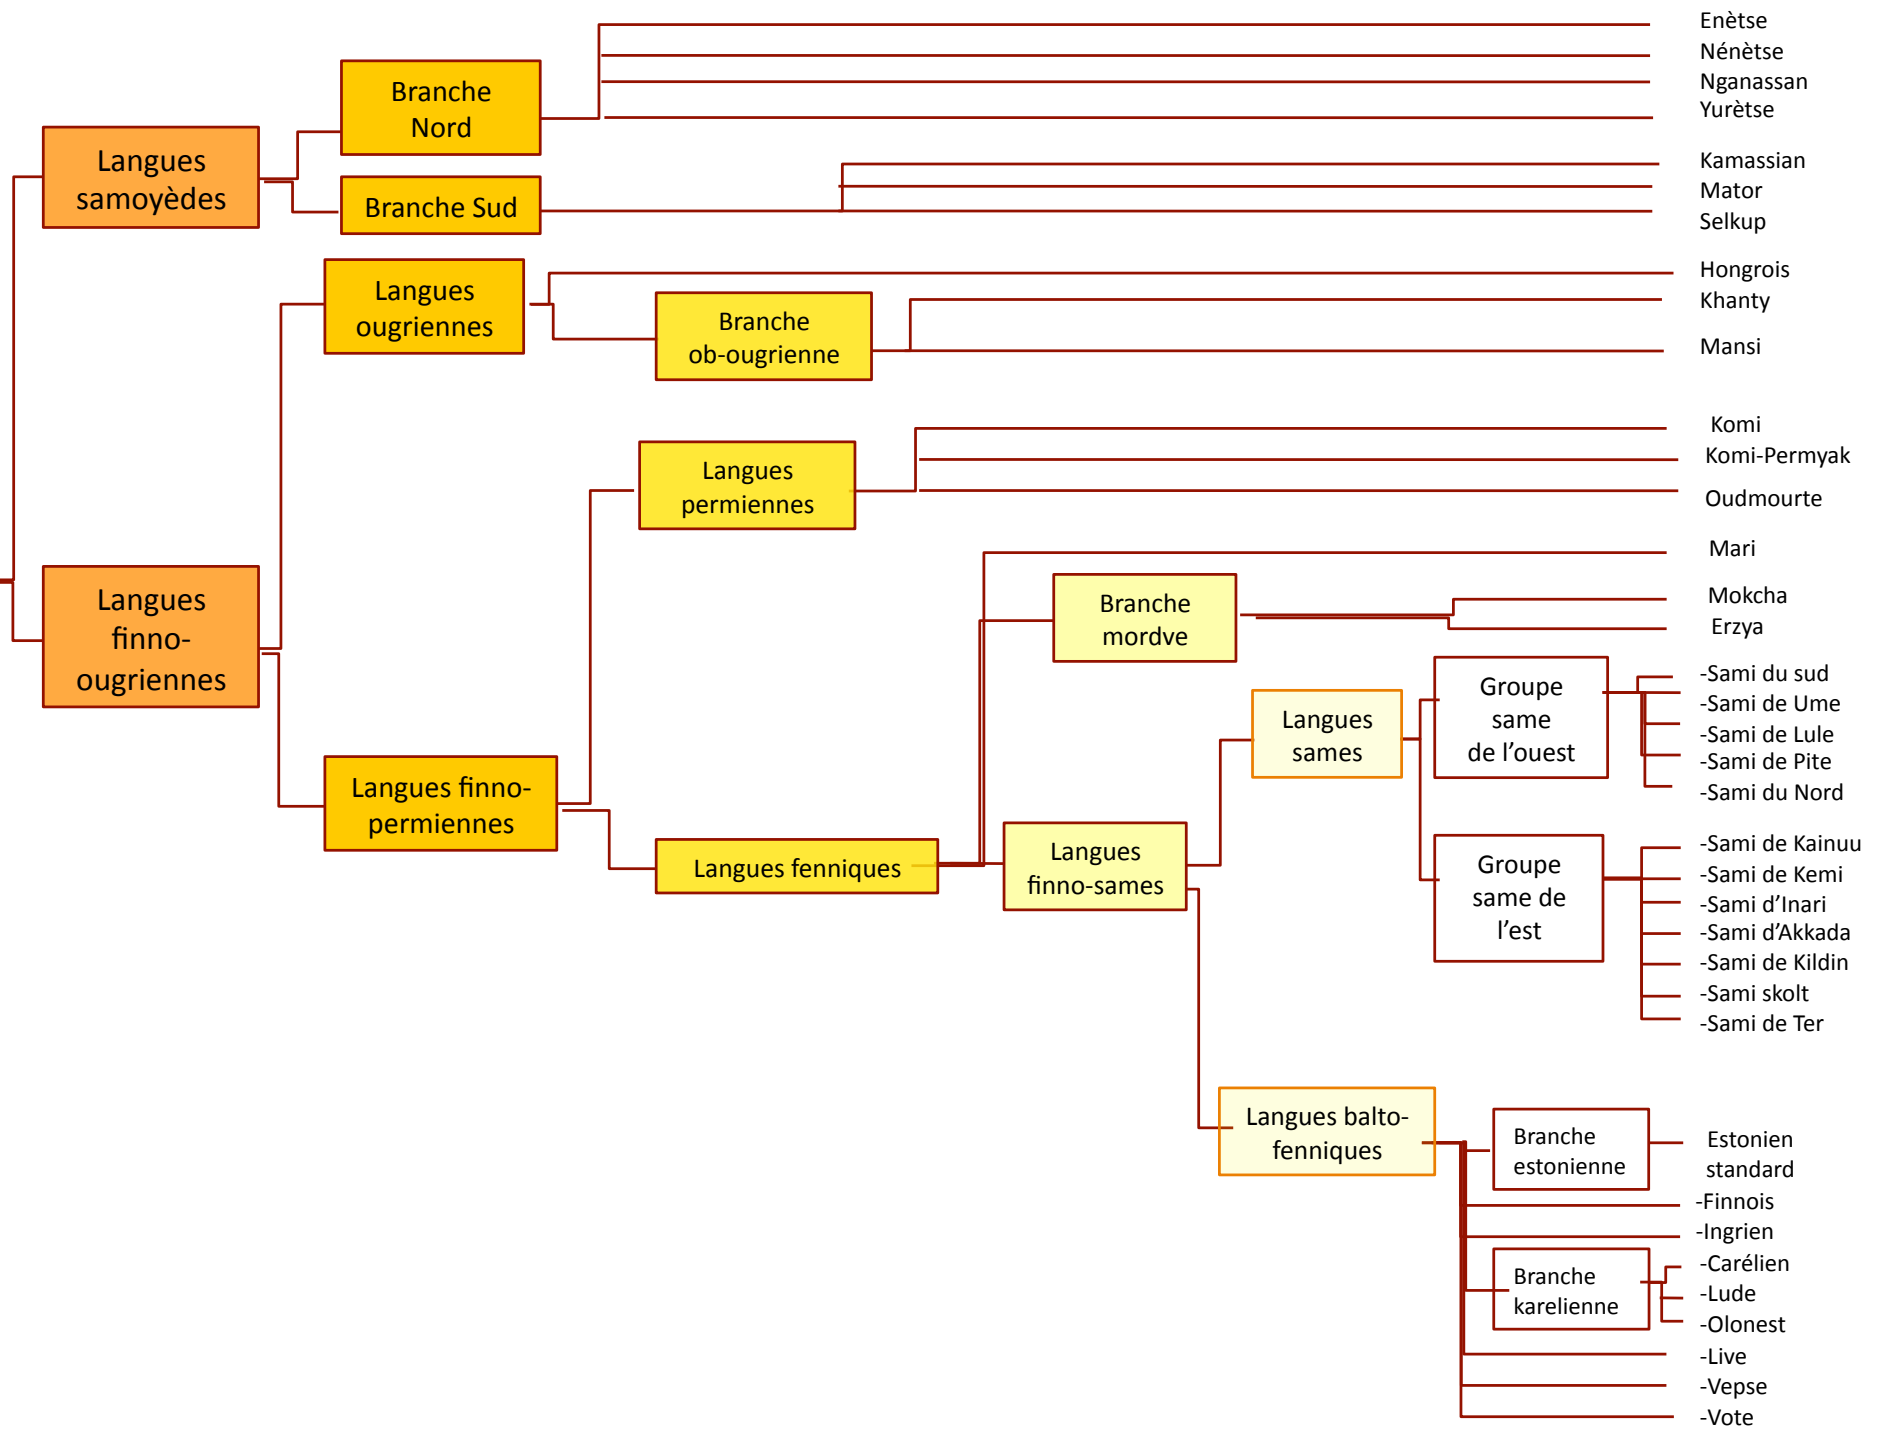 Enètse
Nénètse
Nganassan
Yurètse
Branche
Nord
Langues
samoyèdes
Branche Sud
Kamassian
Mator
Selkup
Langues
ougriennes
Hongrois
Branche
ob-ougrienne
Khanty
Mansi
Langues
permiennes
Komi
Komi-Permyak
Oudmourte
Langues
finno-
ougriennes
Mari
Branche
mordve
Mokcha
Erzya
Langues
sames
Groupe
same
de l'ouest
-Sami du sud
-Sami de Ume
-Sami de Lule
-Sami de Pite
-Sami du Nord
Langues finno-
permiennes
Langues fenniques
Langues
finno-sames
Groupe
same de
l'est
-Sami de Kainuu
-Sami de Kemi
-Sami d'Inari
-Sami d'Akkada
-Sami de Kildin
-Sami skolt
-Sami de Ter
Langues balto-
fenniques
Branche
estonienne
Estonien
standard
-Finnois
-Ingrien
Branche
karelienne
-Carélien
-Lude
-Olonest
-Live
-Vepse
-Vote